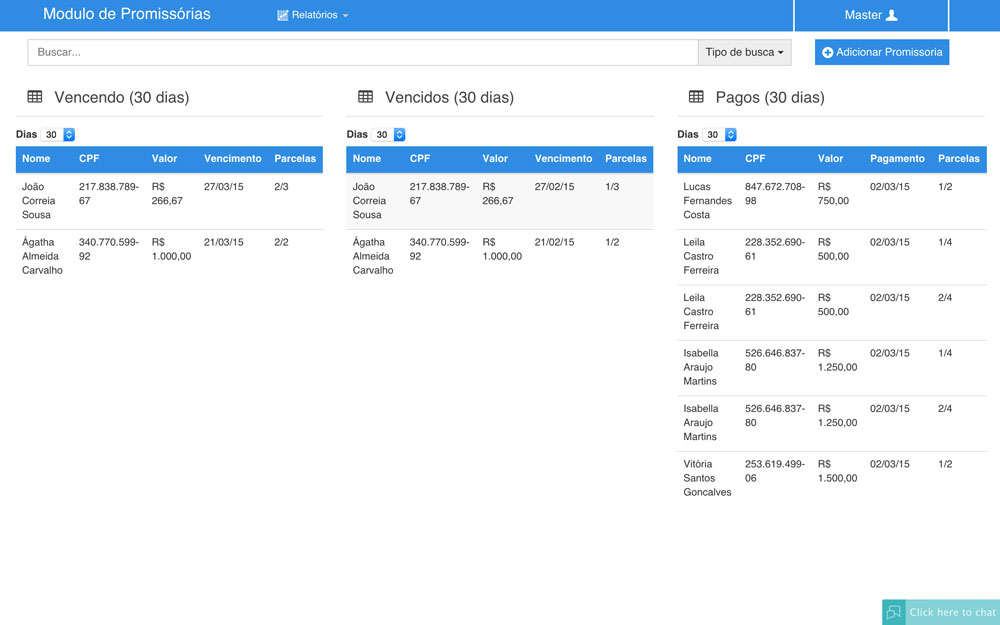 Modulo de Promissórias Relatórios Master
Buscar... Tipo de busca Adicionar Promissoria
Vencendo (30 dias)
Dias 30
Nome CPF Valor Vencimento Parcelas
João 217.838.789- R$ 27/03/15 2/3
Correia 67 266,67
Sousa
Ágatha 340.770.599- R$ 21/03/15 2/2
Almeida 92 1.000,00
Carvalho
Vencidos (30 dias)
Dias 30
Nome CPF Valor Vencimento Parcelas
João 217.838.789- R$ 27/02/15 1/3
Correia 67 266,67
Sousa
Ágatha 340.770.599- R$ 21/02/15 1/2
Almeida 92 1.000,00
Carvalho
Pagos (30 dias)
Dias 30
Nome CPF Valor Pagamento Parcelas
Lucas 847.672.708- R$ 02/03/15 1/2
Fernandes 98 750,00
Costa
Leila 228.352.690- R$ 02/03/15 1/4
Castro 61 500,00
Ferreira
Leila 228.352.690- R$ 02/03/15 2/4
Castro 61 500,00
Ferreira
Isabella 526.646.837- R$ 02/03/15 1/4
Araujo 80 1.250,00
Martins
Isabella 526.646.837- R$ 02/03/15 2/4
Araujo 80 1.250,00
Martins
Vitória 253.619.499- R$ 02/03/15 1/2
Santos 06 1.500,00
Goncalves
Click here to chat